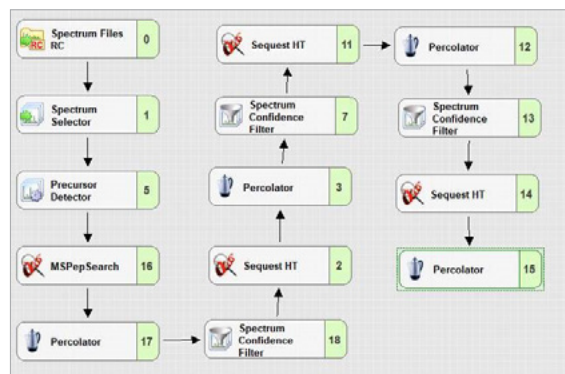 Spectrum Files
RC
0
Spectrum
Selector
1
Precursor
Detector
5
MSPepSearch
16
Percolator
17
Spectrum
Confidence
Filter
18
Sequest HT
2
Percolator
3
Spectrum
Confidence
Filter
7
Sequest HT
11
Percolator
12
Spectrum
Confidence
Filter
13
Sequest HT
14
Percolator
15